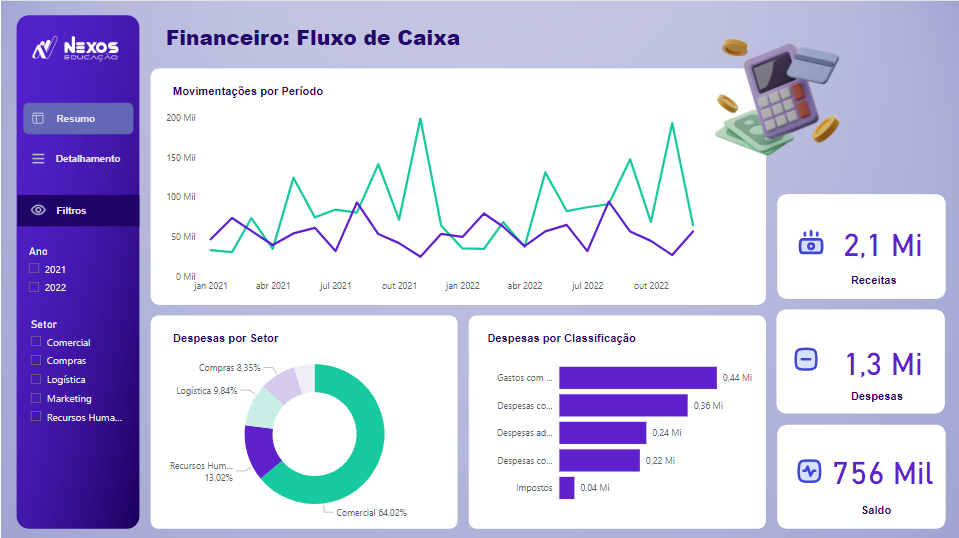 NEXOS
EDUCAÇÃO
Resumo
Detalhamento
Filtros
Ano
2021
2022
Setor
Comercial
Compras
Logística
Marketing
Recursos Huma...
Financeiro: Fluxo de Caixa
Movimentações por Período
200 Mil
150 Mil
100 Mil
50 Mil
0 Mil
jan 2021 abr 2021 jul 2021 out 2021 jan 2022 abr 2022 jul 2022 out 2022
Despesas por Setor
Compras 8,35%
Logística 9,84%
Recursos Hum...
13,02%
Comercial 64,02%
Despesas por Classificação
Gastos com ... 0,44 Mi
Despesas co... 0,36 Mi
Despesas ad... 0,24 Mi
Despesas co... 0,22 Mi
Impostos 0,04 Mi
2,1 Mi
Receitas
1,3 Mi
Despesas
756 Mil
Saldo